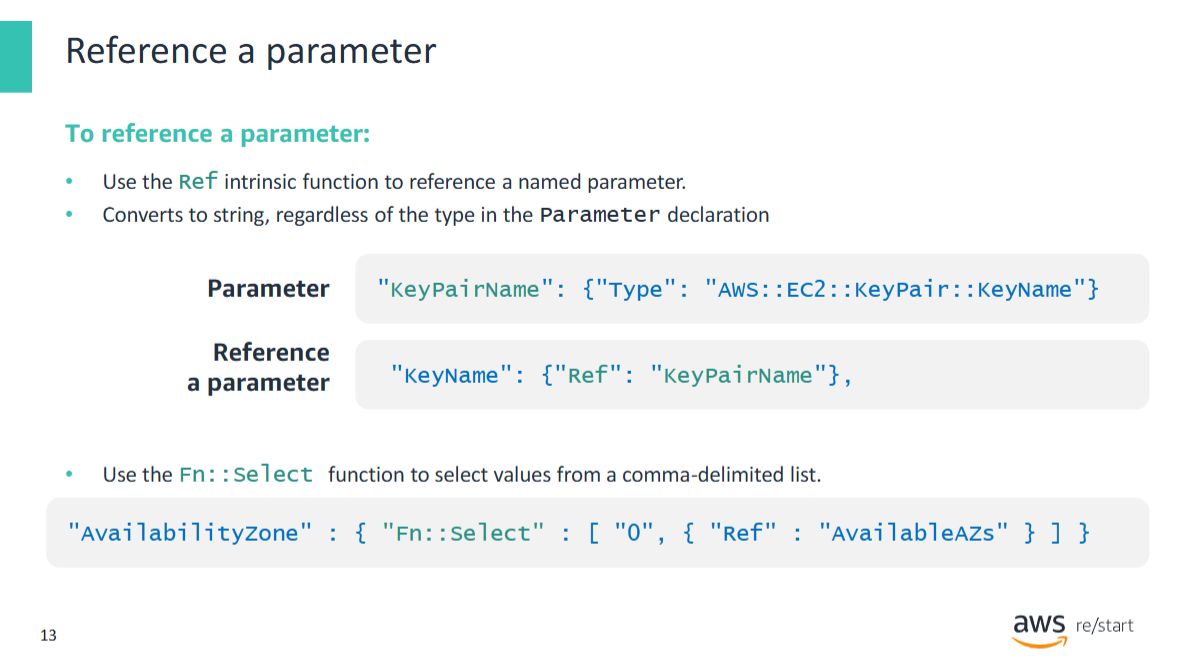 Reference a parameter
To reference a parameter:
• Use the Ref intrinsic function to reference a named parameter.
• Converts to string, regardless of the type in the Parameter declaration
Parameter
"KeyPairName": {"Type": "AWS::EC2::KeyPair::KeyName"}
Reference
a parameter
"KeyName": {"Ref": "KeyPairName"},
• Use the Fn::Select function to select values from a comma-delimited list.
"AvailabilityZone" : { "Fn::Select" : [ "0", { "Ref" : "AvailableAZs" } ] }
13
aws re/start